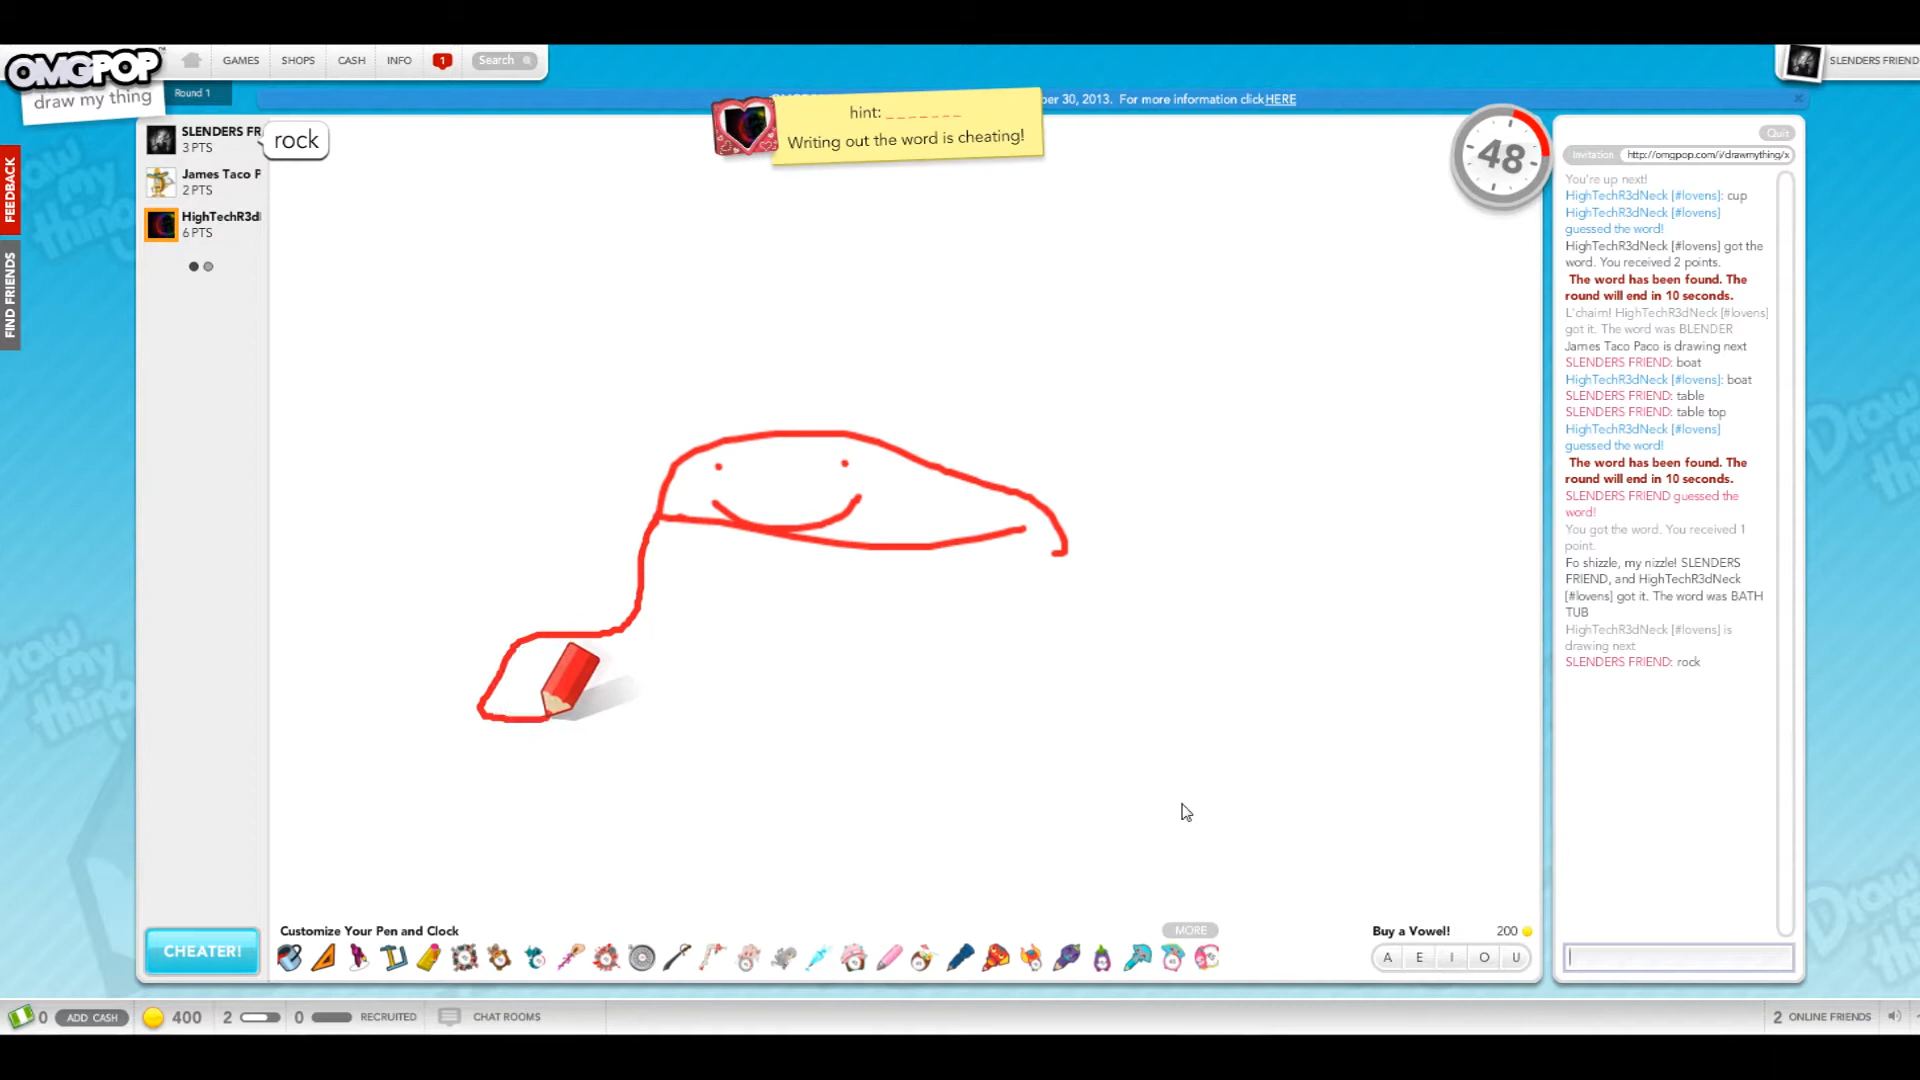 OMGPOP
draw my thing
GAMES
SHOPS
CASH
INFO
1
Search
SLENDERS FRIEND
Round 1
ber 30, 2013. For more information click HERE
hint: _ _ _ _ _ _ _
Writing out the word is cheating!
48
FEEDBACK
FIND FRIENDS
SLENDERS FR
3 PTS
rock
James Taco P
2 PTS
HighTechR3d
6 PTS
Quit
Invitation http://omgpop.com/i/drawmything/x
You're up next!
HighTechR3dNeck [#lovens]: cup
HighTechR3dNeck [#lovens]
guessed the word!
HighTechR3dNeck [#lovens] got the
word. You received 2 points.
The word has been found. The
round will end in 10 seconds.
L'chaim! HighTechR3dNeck [#lovens]
got it. The word was BLENDER
James Taco Paco is drawing next
SLENDERS FRIEND: boat
HighTechR3dNeck [#lovens]: boat
SLENDERS FRIEND: table
SLENDERS FRIEND: table top
HighTechR3dNeck [#lovens]
guessed the word!
The word has been found. The
round will end in 10 seconds.
SLENDERS FRIEND guessed the
word!
You got the word. You received 1
point.
Fo shizzle, my nizzle! SLENDERS
FRIEND, and HighTechR3dNeck
[#lovens] got it. The word was BATH
TUB
HighTechR3dNeck [#lovens] is
drawing next
SLENDERS FRIEND: rock
CHEATER!
Customize Your Pen and Clock
MORE
Buy a Vowel!
200
A E I O U
0
ADD CASH
400
2
0
RECRUITED
CHAT ROOMS
2 ONLINE FRIENDS